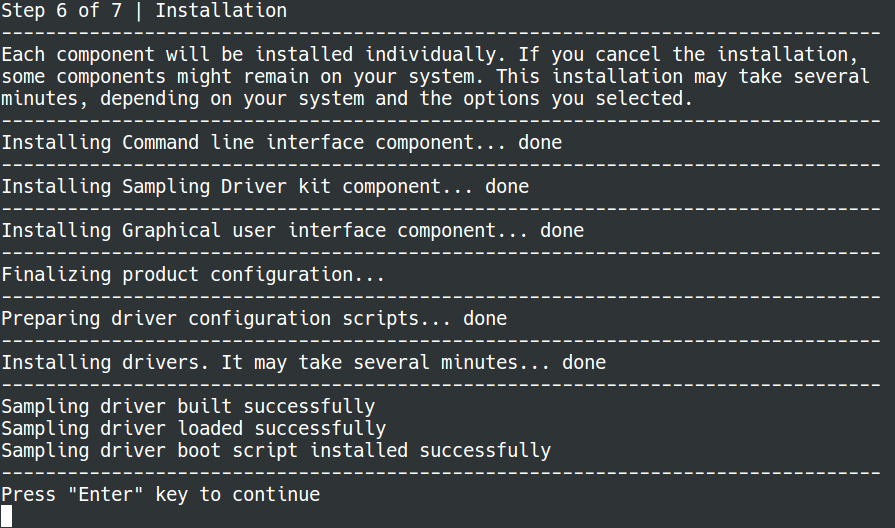 Step 6 of 7 | Installation
--------------------------------------------------------------------------------
Each component will be installed individually. If you cancel the installation,
some components might remain on your system. This installation may take several
minutes, depending on your system and the options you selected.
--------------------------------------------------------------------------------
Installing Command line interface component... done
--------------------------------------------------------------------------------
Installing Sampling Driver kit component... done
--------------------------------------------------------------------------------
Installing Graphical user interface component... done
--------------------------------------------------------------------------------
Finalizing product configuration...
--------------------------------------------------------------------------------
Preparing driver configuration scripts... done
--------------------------------------------------------------------------------
Installing drivers. It may take several minutes... done
--------------------------------------------------------------------------------
Sampling driver built successfully
Sampling driver loaded successfully
Sampling driver boot script installed successfully
--------------------------------------------------------------------------------
Press "Enter" key to continue